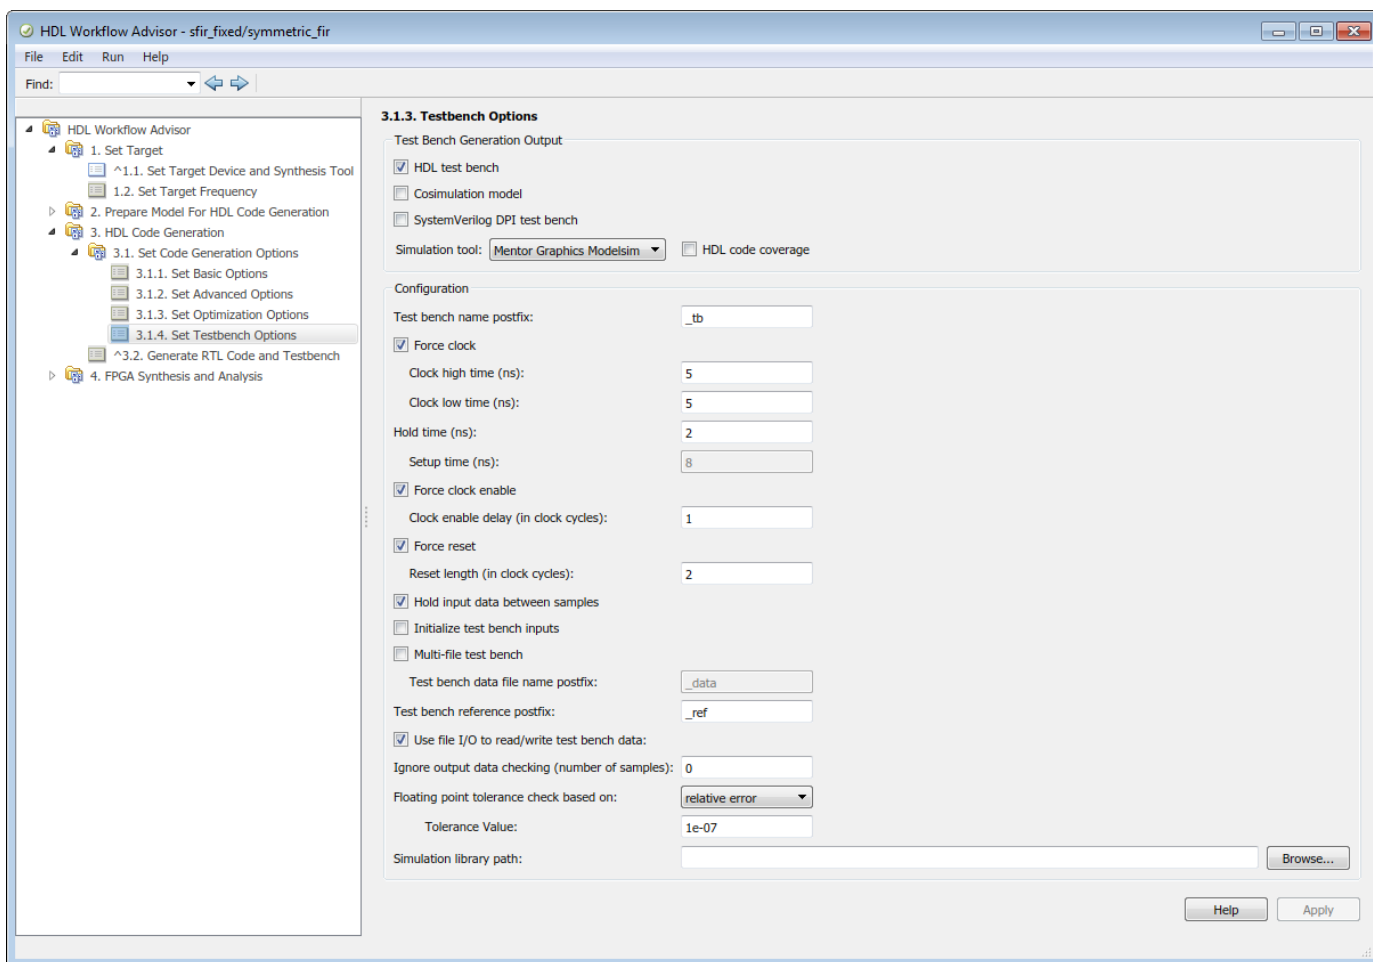 HDL Workflow Advisor - sfir_fixed/symmetric_fir
File Edit Run Help
Find:
HDL Workflow Advisor
1. Set Target
^1.1. Set Target Device and Synthesis Tool
1.2. Set Target Frequency
2. Prepare Model For HDL Code Generation
3. HDL Code Generation
3.1. Set Code Generation Options
3.1.1. Set Basic Options
3.1.2. Set Advanced Options
3.1.3. Set Optimization Options
3.1.4. Set Testbench Options
^3.2. Generate RTL Code and Testbench
4. FPGA Synthesis and Analysis
3.1.3. Testbench Options
Test Bench Generation Output
HDL test bench
Cosimulation model
SystemVerilog DPI test bench
Simulation tool: Mentor Graphics Modelsim HDL code coverage
Configuration
Test bench name postfix: _tb
Force clock
Clock high time (ns): 5
Clock low time (ns): 5
Hold time (ns): 2
Setup time (ns): 8
Force clock enable
Clock enable delay (in clock cycles): 1
Force reset
Reset length (in clock cycles): 2
Hold input data between samples
Initialize test bench inputs
Multi-file test bench
Test bench data file name postfix: _data
Test bench reference postfix: _ref
Use file I/O to read/write test bench data:
Ignore output data checking (number of samples): 0
Floating point tolerance check based on: relative error
Tolerance Value: 1e-07
Simulation library path: Browse...
Help Apply